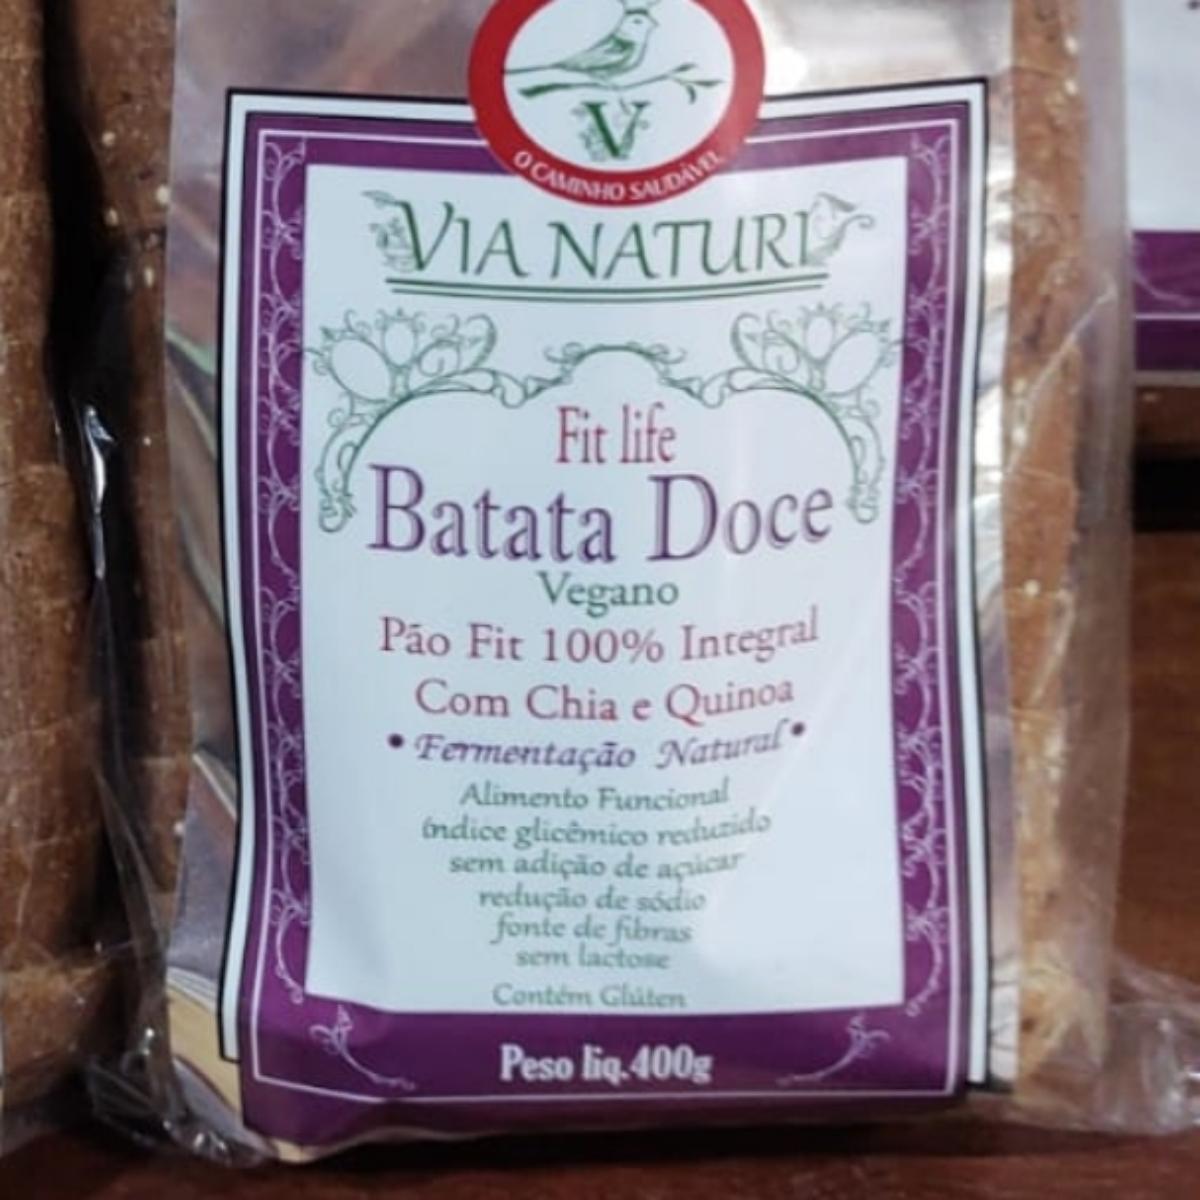 V
O CAMINHO SAUDÁVEL
VIA NATURI
Fit life
Batata Doce
Vegano
Pão Fit 100% Integral
Com Chia e Quinoa
• Fermentação Natural •
Alimento Funcional
índice glicêmico reduzido
sem adição de açúcar
redução de sódio
fonte de fibras
sem lactose
Contém Glúten
Peso liq.400g